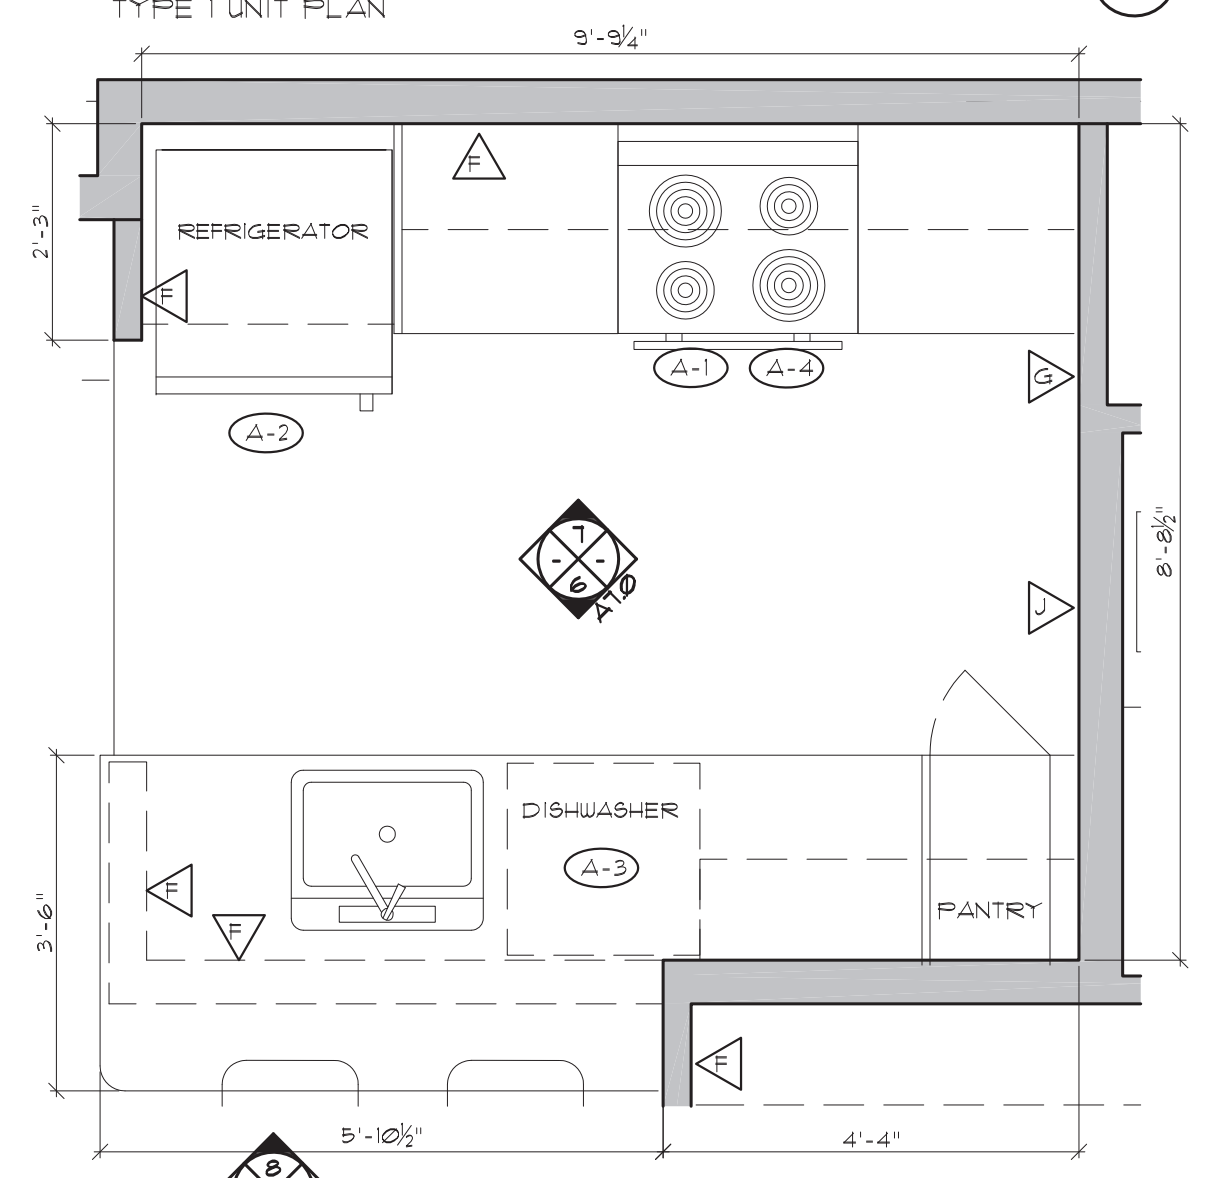 TYPE 1 UNIT PLAN
9'-9¼"
F
REFRIGERATOR
2'-3"
F
A-1
A-4
G
A-2
7
- -
6
A7.0
8'-8½"
J
DISHWASHER
A-3
F
PANTRY
F
3'-6"
F
5'-10½"
4'-4"
8